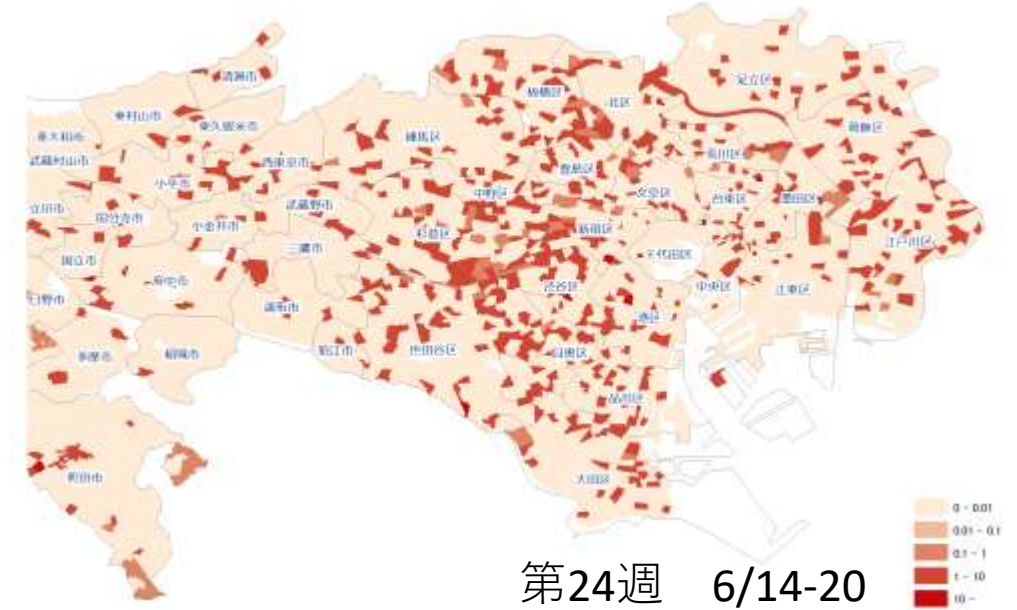 清瀬市
足立区
板橋区
北区
東村山市
東久留米市
葛飾区
東大和市
練馬区
荒川区
武蔵村山市
西東京市
豊島区
小平市
中野区
文京区
台東区
墨田区
立川市
国分寺市
武蔵野市
小金井市
杉並区
新宿区
江戸川区
三鷹市
千代田区
国立市
府中市
渋谷区
中央区
江東区
日野市
調布市
港区
多摩市
稲城市
狛江市
世田谷区
目黒区
品川区
町田市
大田区
0 - 0.01
0.01 - 0.1
0.1 - 1
1 - 10
10 -
第24週 6/14-20